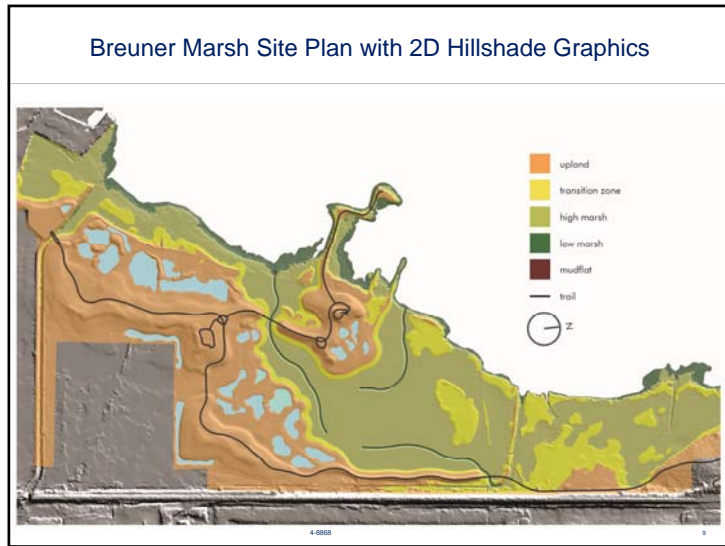 Breuner Marsh Site Plan with 2D Hillshade Graphics
upland
transition zone
high marsh
low marsh
mudflat
trail
Z
4-8868
9